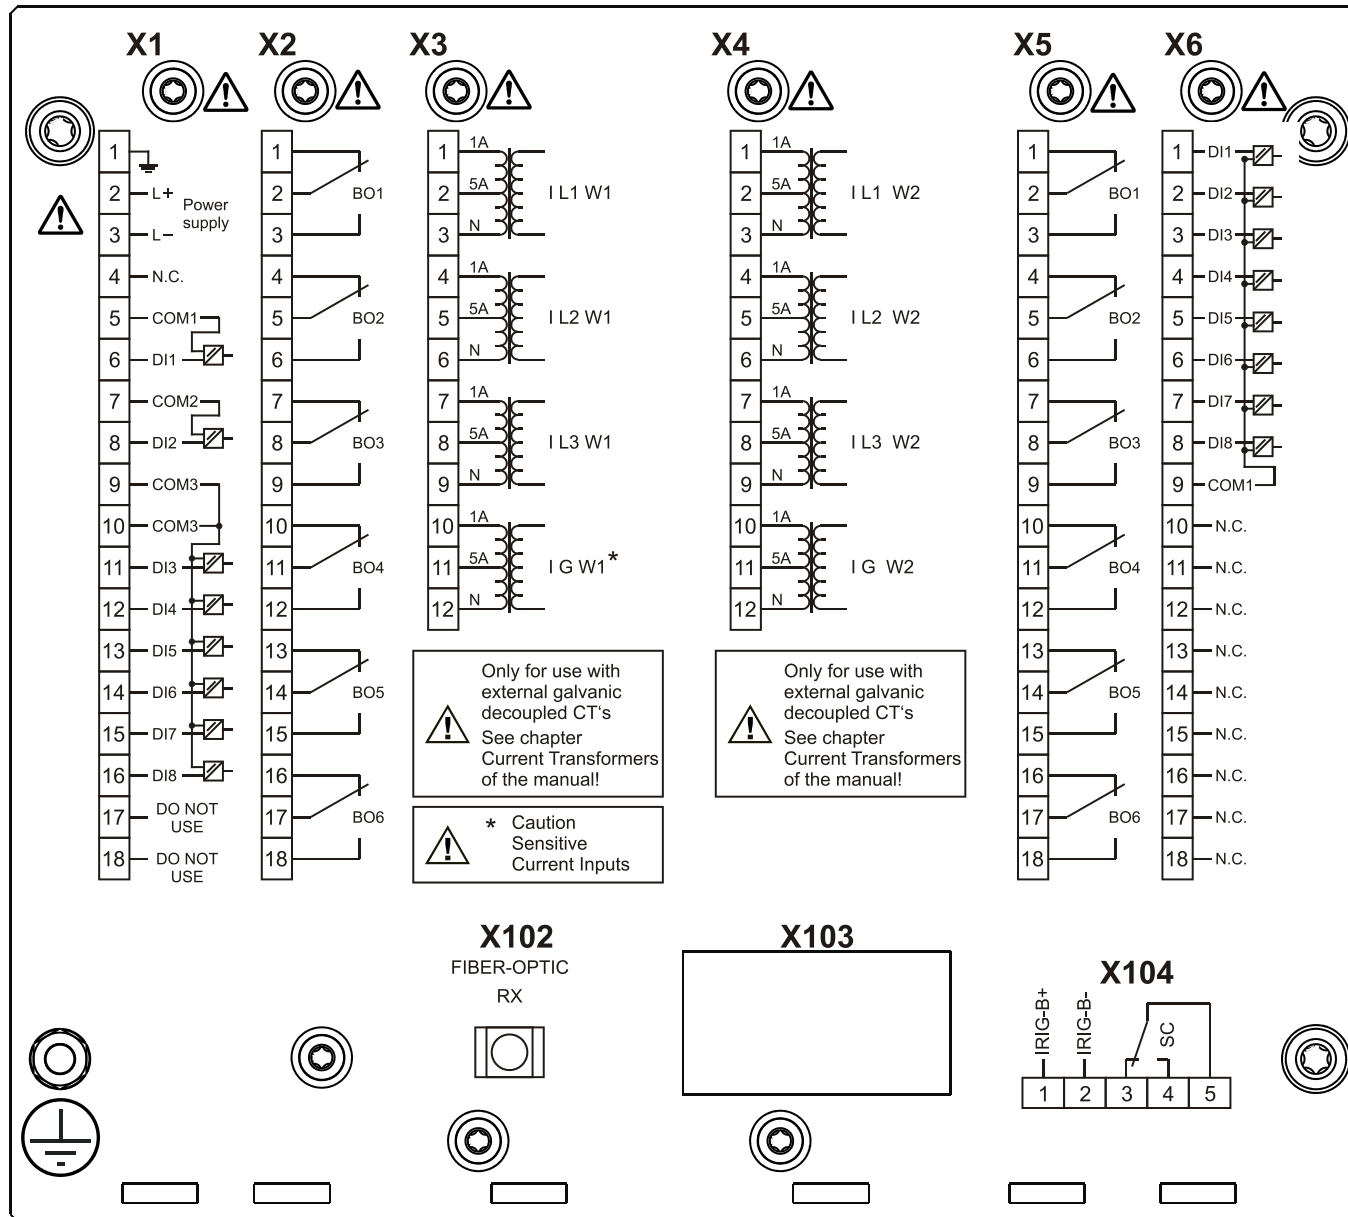 X1
X2
X3
X4
X5
X6
1
2 L+
Power
supply
3 L–
4 N.C.
5 COM1
6 DI1
7 COM2
8 DI2
9 COM3
10 COM3
11 DI3
12 DI4
13 DI5
14 DI6
15 DI7
16 DI8
17 DO NOT
USE
18 DO NOT
USE
1
2 BO1
3
4
5 BO2
6
7
8 BO3
9
10
11 BO4
12
13
14 BO5
15
16
17 BO6
18
1 1A
2 5A I L1 W1
3 N
4 1A
5 5A I L2 W1
6 N
7 1A
8 5A I L3 W1
9 N
10 1A
11 5A I G W1*
12 N
Only for use with
external galvanic
decoupled CT‘s
See chapter
Current Transformers
of the manual!
* Caution
Sensitive
Current Inputs
1 1A
2 5A I L1 W2
3 N
4 1A
5 5A I L2 W2
6 N
7 1A
8 5A I L3 W2
9 N
10 1A
11 5A I G W2
12 N
Only for use with
external galvanic
decoupled CT‘s
See chapter
Current Transformers
of the manual!
1
2 BO1
3
4
5 BO2
6
7
8 BO3
9
10
11 BO4
12
13
14 BO5
15
16
17 BO6
18
1 DI1
2 DI2
3 DI3
4 DI4
5 DI5
6 DI6
7 DI7
8 DI8
9 COM1
10 N.C.
11 N.C.
12 N.C.
13 N.C.
14 N.C.
15 N.C.
16 N.C.
17 N.C.
18 N.C.
X102
FIBER-OPTIC
RX
X103
X104
IRIG-B+
IRIG-B-
SC
1 2 3 4 5